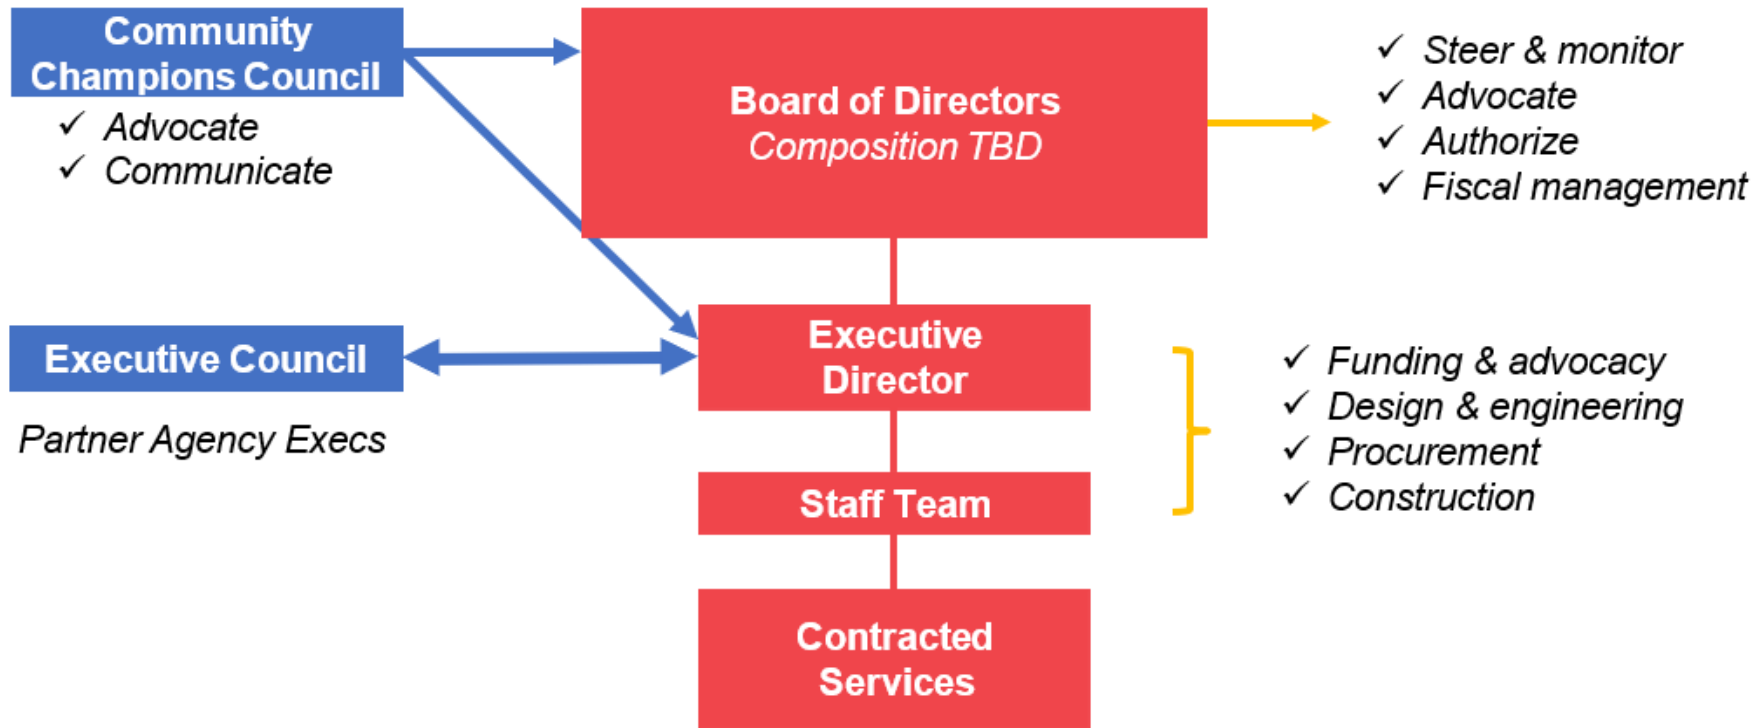 Community
Champions Council
✓ Advocate
✓ Communicate
Board of Directors
Composition TBD
✓ Steer & monitor
✓ Advocate
✓ Authorize
✓ Fiscal management
Executive Council
Partner Agency Execs
Executive
Director
✓ Funding & advocacy
✓ Design & engineering
✓ Procurement
✓ Construction
Staff Team
Contracted
Services